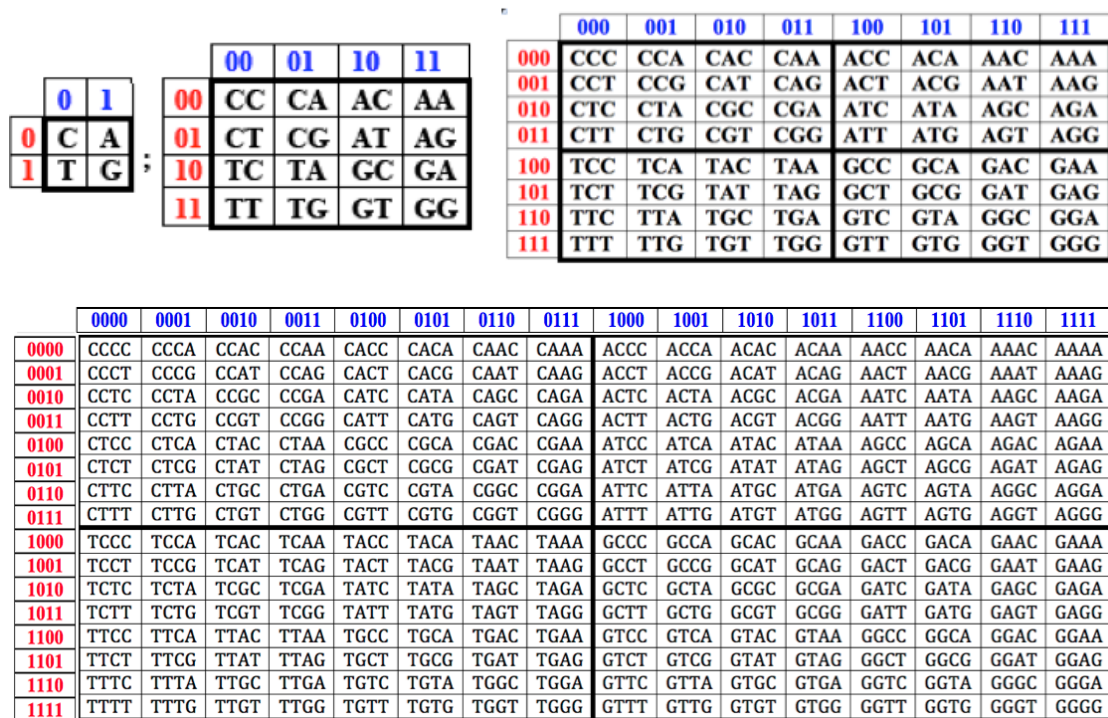 0 1
0 C A
1 T G
;
00 01 10 11
00 CC CA AC AA
01 CT CG AT AG
10 TC TA GC GA
11 TT TG GT GG
000 001 010 011 100 101 110 111
000 CCC CCA CAC CAA ACC ACA AAC AAA
001 CCT CCG CAT CAG ACT ACG AAT AAG
010 CTC CTA CGC CGA ATC ATA AGC AGA
011 CTT CTG CGT CGG ATT ATG AGT AGG
100 TCC TCA TAC TAA GCC GCA GAC GAA
101 TCT TCG TAT TAG GCT GCG GAT GAG
110 TTC TTA TGC TGA GTC GTA GGC GGA
111 TTT TTG TGT TGG GTT GTG GGT GGG
0000 0001 0010 0011 0100 0101 0110 0111 1000 1001 1010 1011 1100 1101 1110 1111
0000 CCCC CCCA CCAC CCAA CACC CACA CAAC CAAA ACCC ACCA ACAC ACAA AACC AACA AAAC AAAA
0001 CCCT CCCG CCAT CCAG CACT CACG CAAT CAAG ACCT ACCG ACAT ACAG AACT AACG AAAT AAAG
0010 CCTC CCTA CCGC CCGA CATC CATA CAGC CAGA ACTC ACTA ACGC ACGA AATC AATA AAGC AAGA
0011 CCTT CCTG CCGT CCGG CATT CATG CAGT CAGG ACTT ACTG ACGT ACGG AATT AATG AAGT AAGG
0100 CTCC CTCA CTAC CTAA CGCC CGCA CGAC CGAA ATCC ATCA ATAC ATAA AGCC AGCA AGAC AGAA
0101 CTCT CTCG CTAT CTAG CGCT CGCG CGAT CGAG ATCT ATCG ATAT ATAG AGCT AGCG AGAT AGAG
0110 CTTC CTTA CTGC CTGA CGTC CGTA CGGC CGGA ATTC ATTA ATGC ATGA AGTC AGTA AGGC AGGA
0111 CTTT CTTG CTGT CTGG CGTT CGTG CGGT CGGG ATTT ATTG ATGT ATGG AGTT AGTG AGGT AGGG
1000 TCCC TCCA TCAC TCAA TACC TACA TAAC TAAA GCCC GCCA GCAC GCAA GACC GACA GAAC GAAA
1001 TCCT TCCG TCAT TCAG TACT TACG TAAT TAAG GCCT GCCG GCAT GCAG GACT GACG GAAT GAAG
1010 TCTC TCTA TCGC TCGA TATC TATA TAGC TAGA GCTC GCTA GCGC GCGA GATC GATA GAGC GAGA
1011 TCTT TCTG TCGT TCGG TATT TATG TAGT TAGG GCTT GCTG GCGT GCGG GATT GATG GAGT GAGG
1100 TTCC TTCA TTAC TTAA TGCC TGCA TGAC TGAA GTCC GTCA GTAC GTAA GGCC GGCA GGAC GGAA
1101 TTCT TTCG TTAT TTAG TGCT TGCG TGAT TGAG GTCT GTCG GTAT GTAG GGCT GGCG GGAT GGAG
1110 TTTC TTTA TTGC TTGA TGTC TGTA TGGC TGGA GTTC GTTA GTGC GTGA GGTC GGTA GGGC GGGA
1111 TTTT TTTG TTGT TTGG TGTT TGTG TGGT TGGG GTTT GTTG GTGT GTGG GGTT GGTG GGGT GGGG